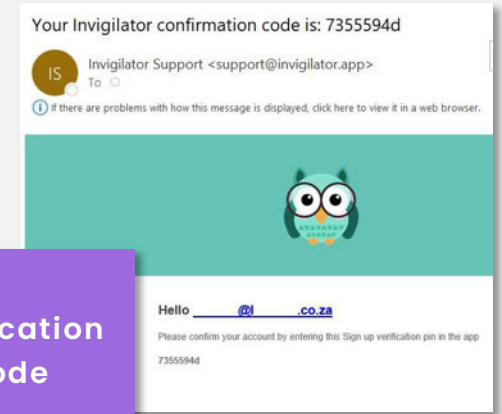 Your Invigilator confirmation code is: 7355594d
IS
Invigilator Support <support@invigilator.app>
To
If there are problems with how this message is displayed, click here to view it in a web browser.
Hello ______@l______.co.za
Please confirm your account by entering this Sign up verification pin in the app
7355594d